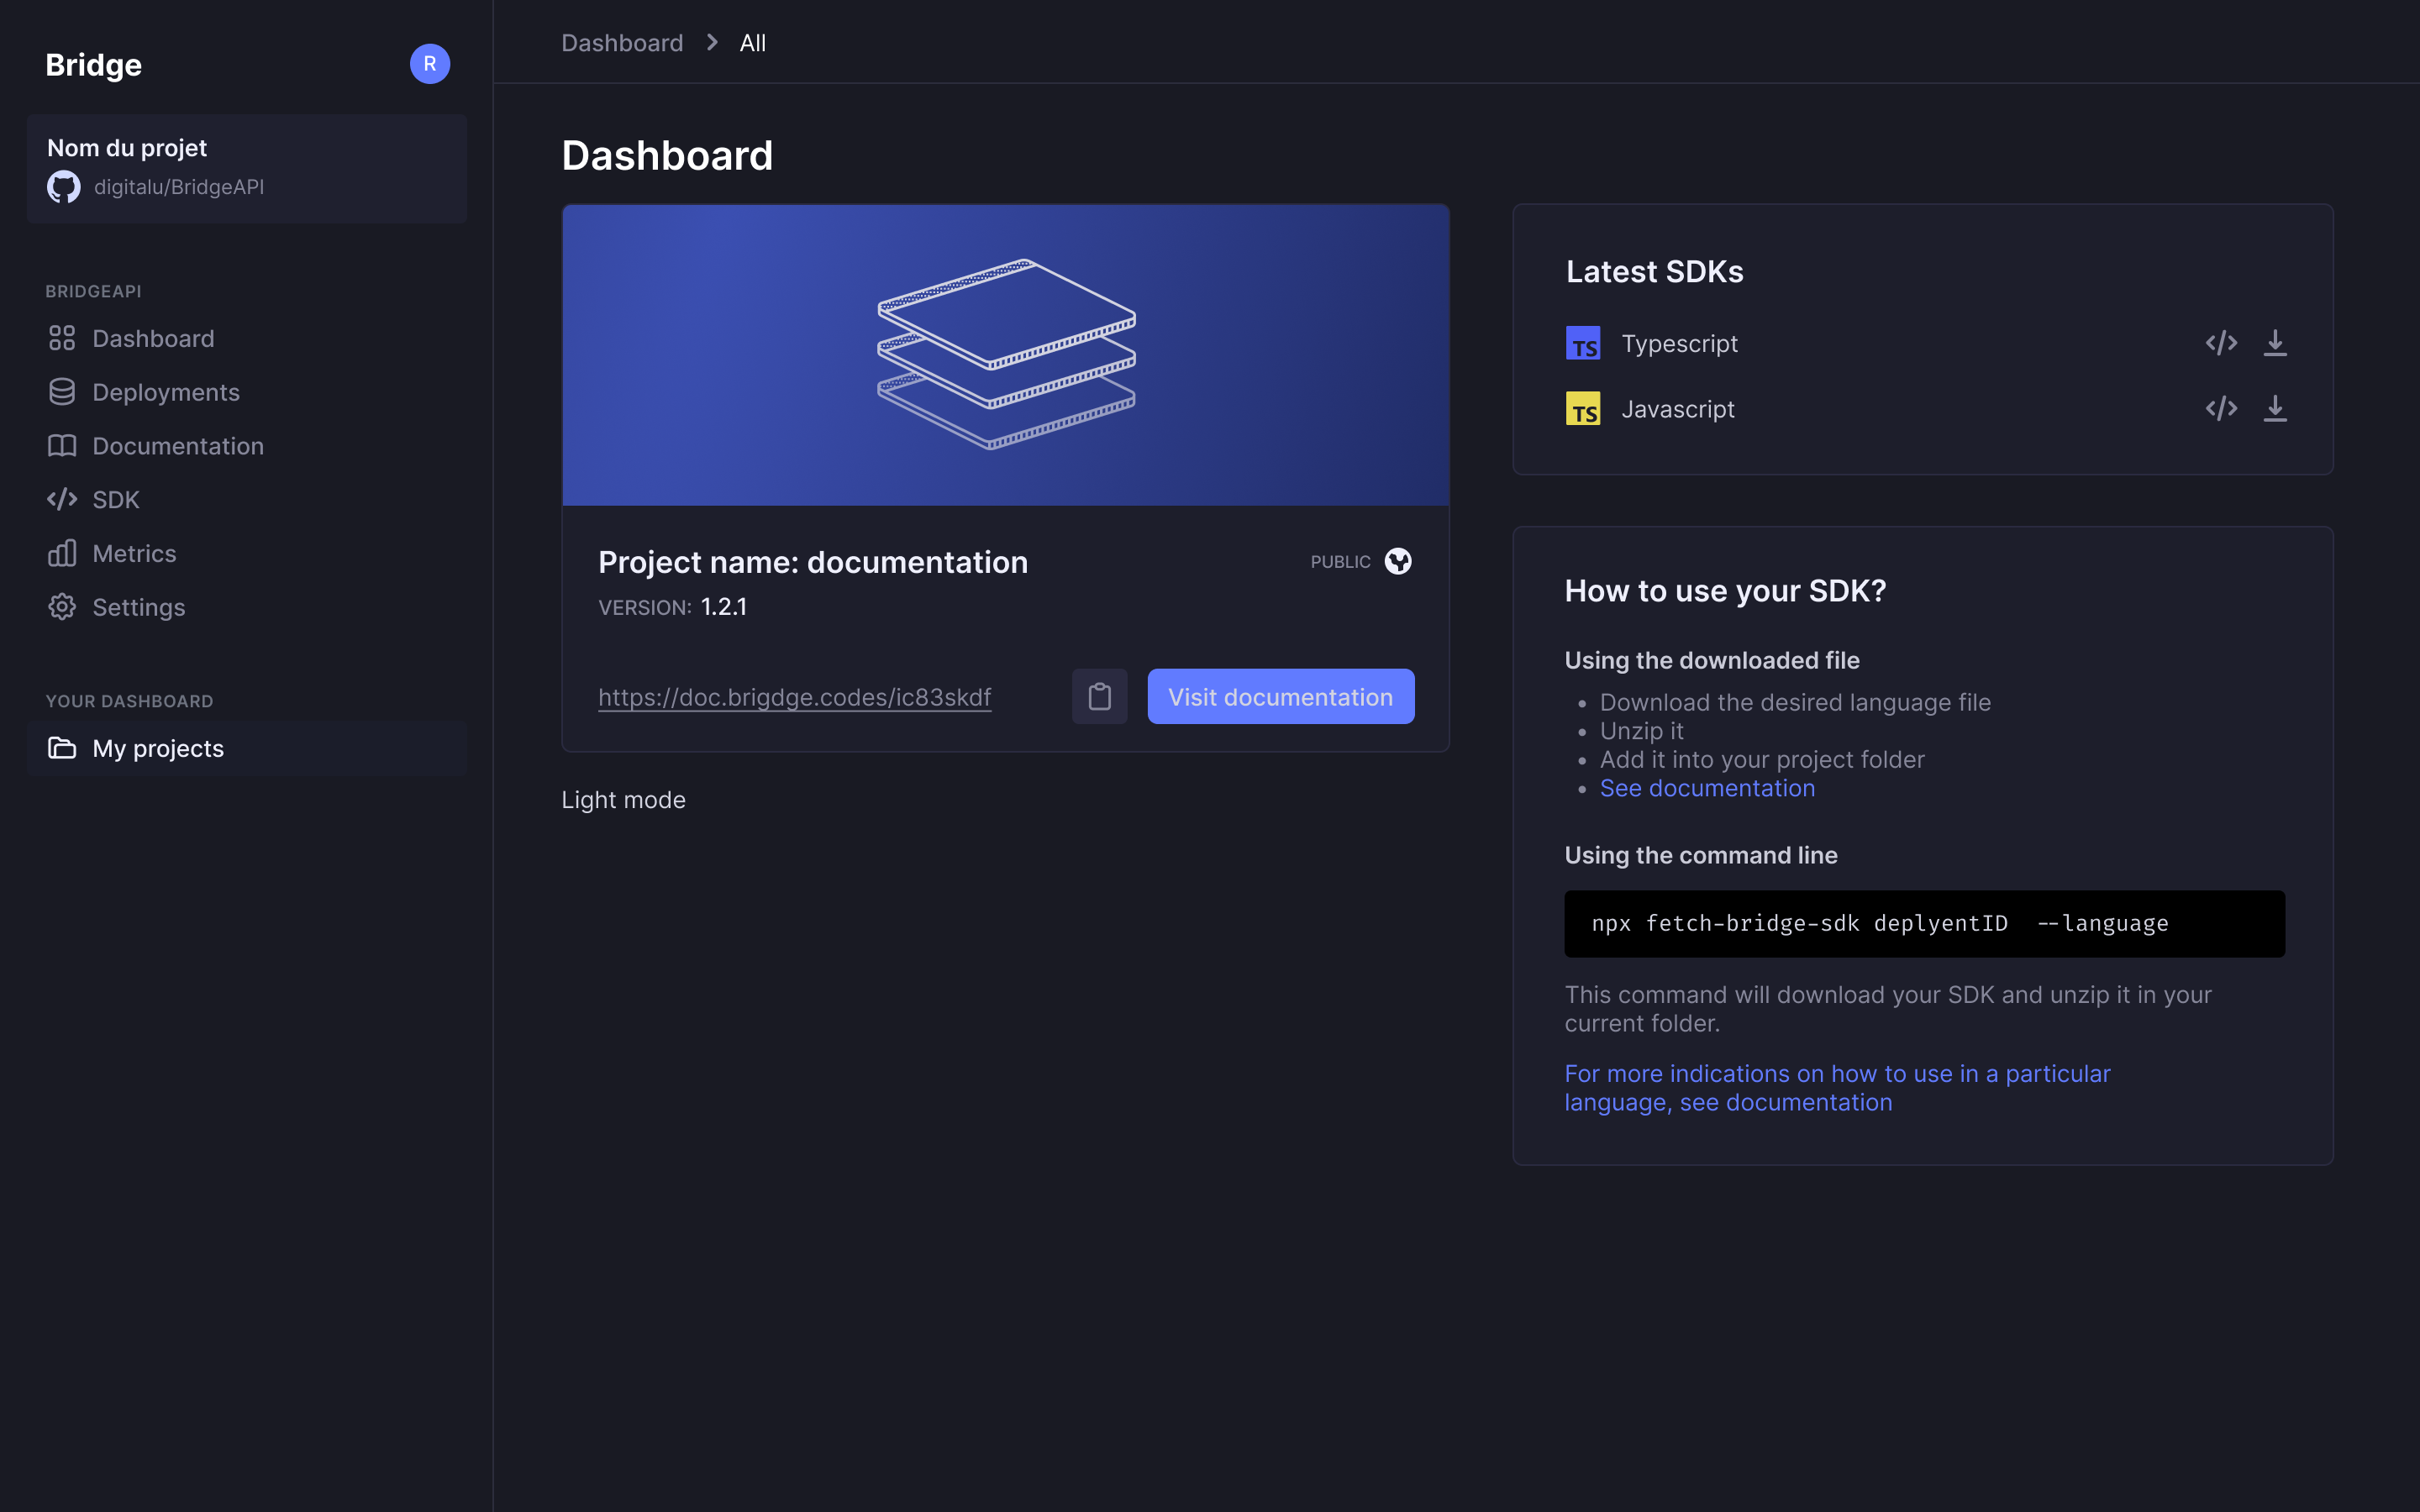 Bridge
R
Nom du projet
digitalu/BridgeAPI
BRIDGEAPI
Dashboard
Deployments
Documentation
SDK
Metrics
Settings
YOUR DASHBOARD
My projects
Dashboard > All
Dashboard
Project name: documentation
PUBLIC
VERSION: 1.2.1
https://doc.brigdge.codes/ic83skdf
Visit documentation
Light mode
Latest SDKs
TS Typescript
TS Javascript
How to use your SDK?
Using the downloaded file
• Download the desired language file
• Unzip it
• Add it into your project folder
• See documentation
Using the command line
npx fetch-bridge-sdk deplyentID --language
This command will download your SDK and unzip it in your
current folder.
For more indications on how to use in a particular
language, see documentation